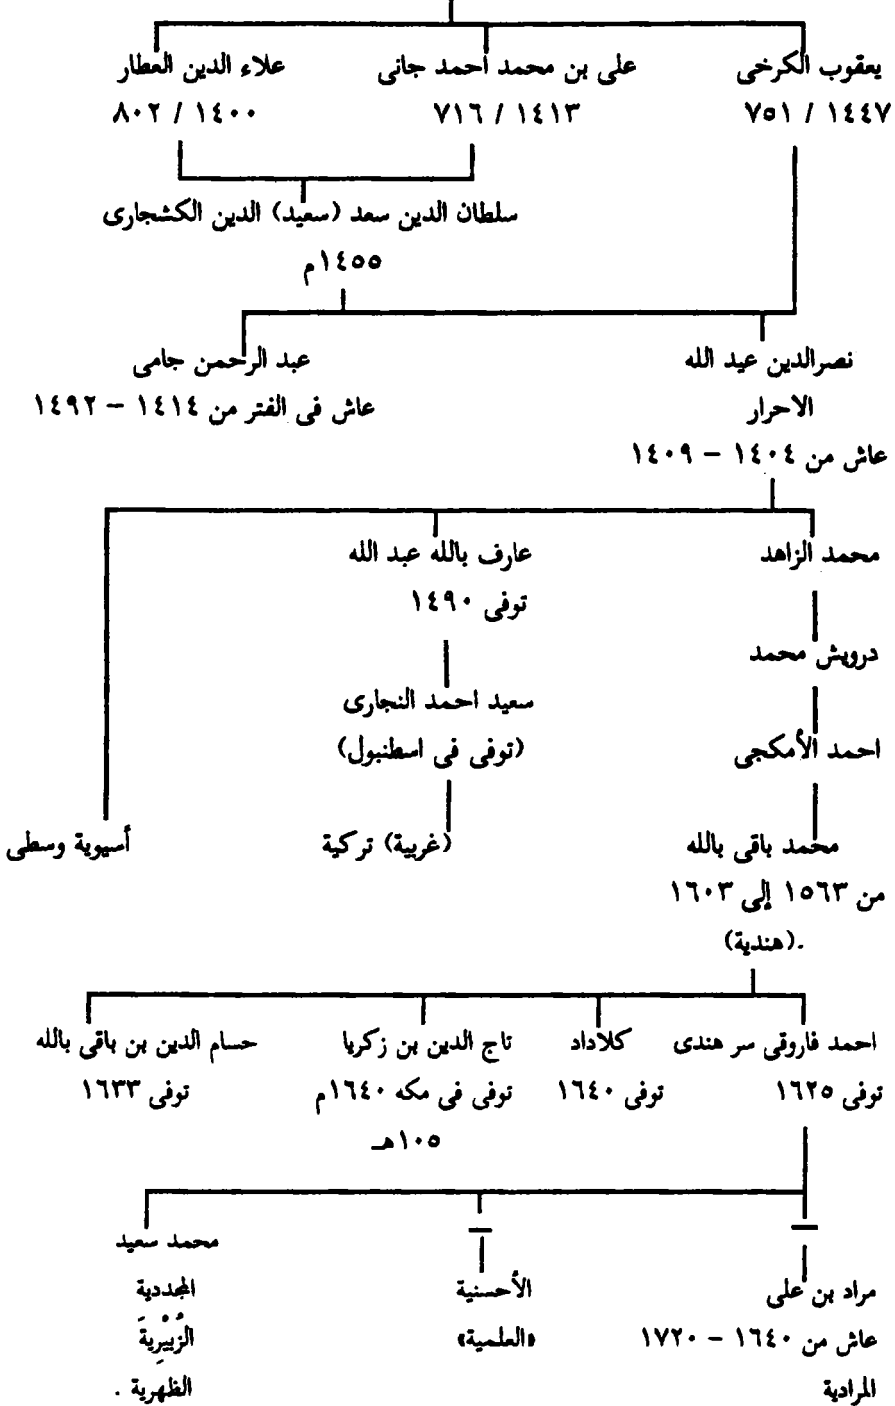 يعقوب الكرخى على بن محمد احمد جانى علاء الدين العطار
١٤٤٧ / ٧٥١ ١٤١٣ / ٧١٦ ١٤٠٠ / ٨٠٢
سلطان الدين سعد (سعيد) الدين الكشجارى
١٤٥٥م
نصرالدين عيد الله عبد الرحمن جامى
الاحرار عاش فى الفتر من ١٤١٤ – ١٤٩٢
عاش من ١٤٠٤ – ١٤٠٩
محمد الزاهد عارف بالله عبد الله
توفى ١٤٩٠
درويش محمد
سعيد احمد النجارى
احمد الأمكجى (توفى فى اسطنبول)
محمد باقى بالله (غربية) تركية أسيوية وسطى
من ١٥٦٣ إلى ١٦٠٣
(هندية).
احمد فاروقى سر هندى كلاداد تاج الدين بن زكريا حسام الدين بن باقى بالله
توفى ١٦٢٥ توفى ١٦٤٠ توفى فى مكه ١٦٤٠م توفى ١٦٣٣
١٠٥هـ
محمد سعيد
مراد بن على الأحسنية المجددية
عاش من ١٦٤٠ – ١٧٢٠ «العلمية» الزُبيْرِيةَ
المرادية الظهرية .